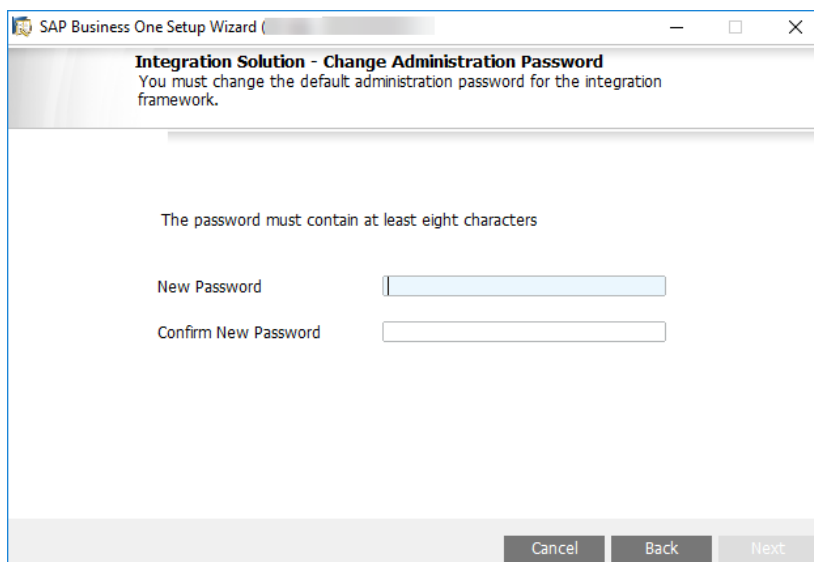 SAP Business One Setup Wizard (
Integration Solution - Change Administration Password
You must change the default administration password for the integration
framework.
The password must contain at least eight characters
New Password
Confirm New Password
Cancel Back Next